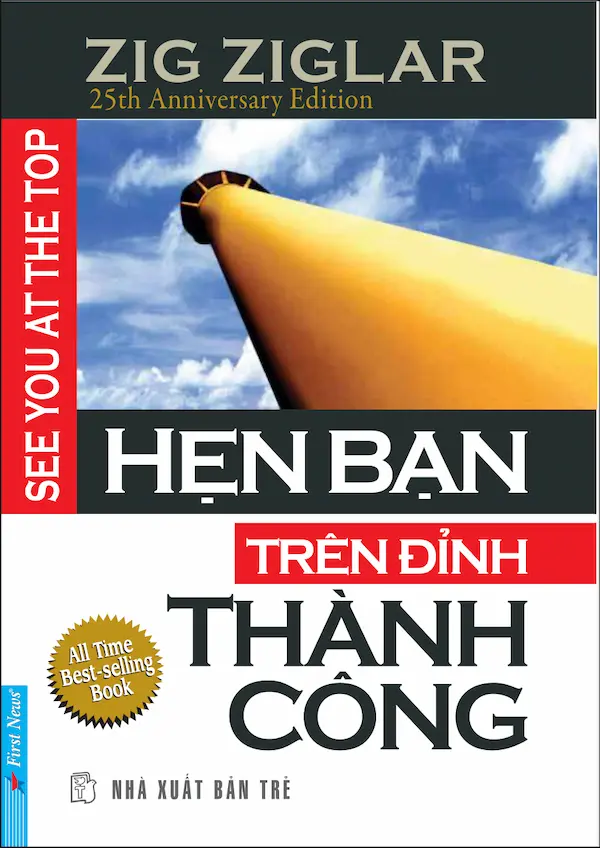 ZIG ZIGLAR
25th Anniversary Edition
SEE YOU AT THE TOP
HẸN BẠN
TRÊN ĐỈNH
THÀNH
CÔNG
All Time
Best-selling
Book
First News®
NHÀ XUẤT BẢN TRẺ